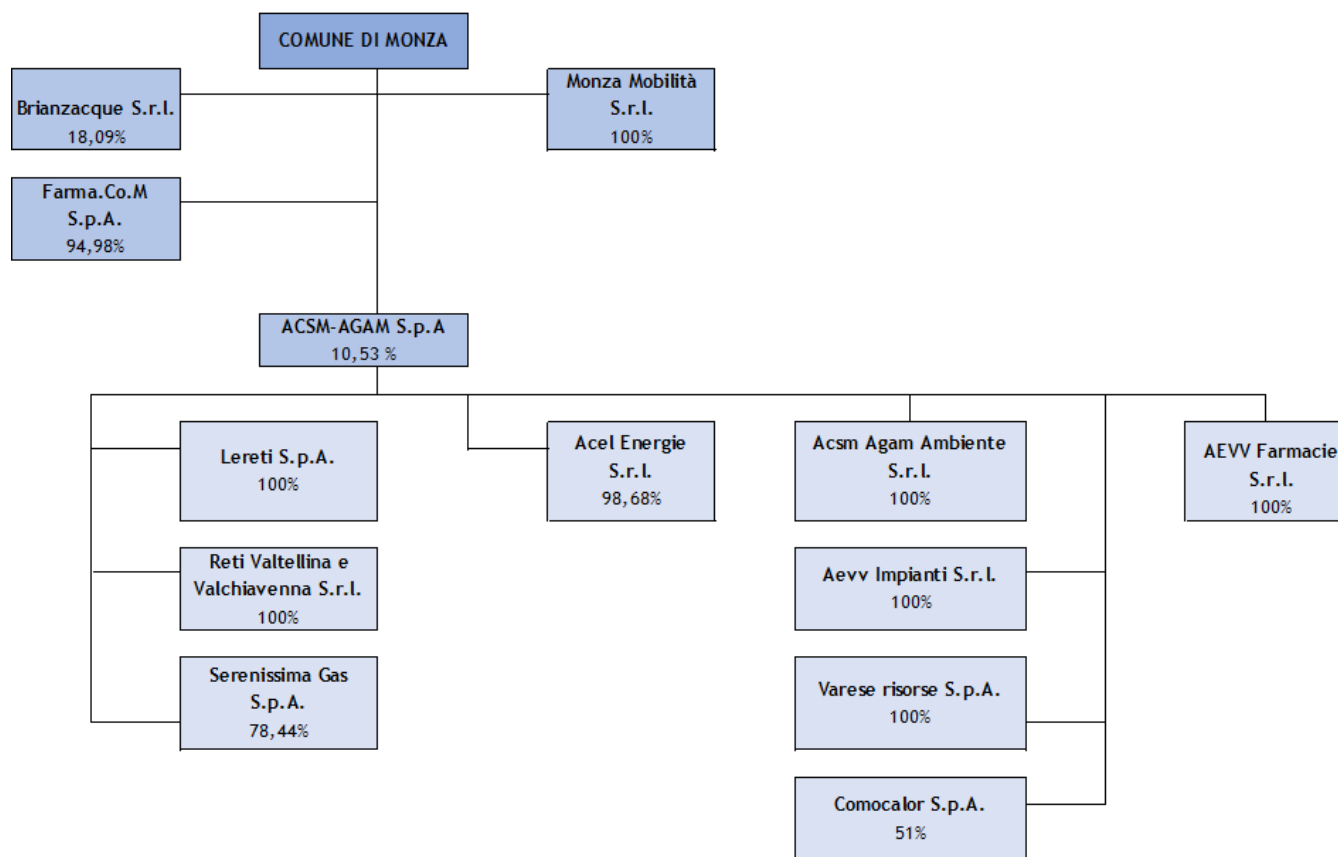 COMUNE DI MONZA
Brianzacque S.r.l.
18,09%
Monza Mobilità
S.r.l.
100%
Farma.Co.M
S.p.A.
94,98%
ACSM-AGAM S.p.A
10,53 %
Lereti S.p.A.
100%
Acel Energie
S.r.l.
98,68%
Acsm Agam Ambiente
S.r.l.
100%
AEVV Farmacie
S.r.l.
100%
Reti Valtellina e
Valchiavenna S.r.l.
100%
Aevv Impianti S.r.l.
100%
Serenissima Gas
S.p.A.
78,44%
Varese risorse S.p.A.
100%
Comocalor S.p.A.
51%